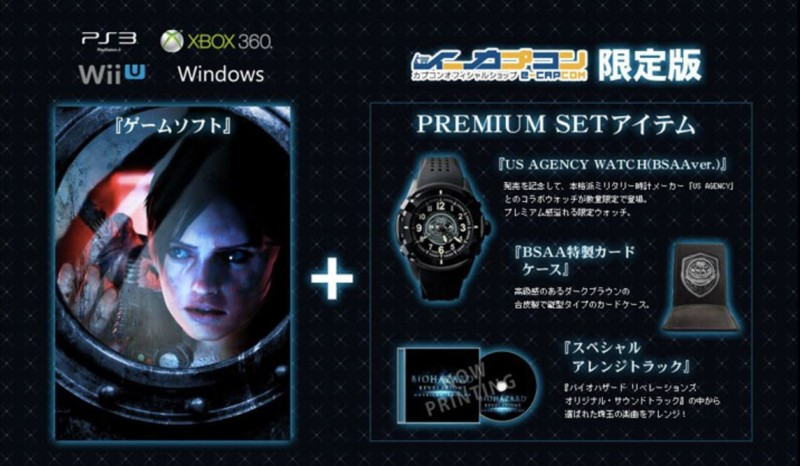 PS3
PlayStation 3
XBOX 360
WiiU
Windows
『ゲームソフト』
+
イーカプコン
カプコンオフィシャルショップ e-CAPCOM
限定版
PREMIUM SETアイテム
『US AGENCY WATCH(BSAAver.)』
発売を記念して、本格派ミリタリー時計メーカー「US AGENCY」
とのコラボウォッチが数量限定で登場。
プレミアム感溢れる限定ウォッチ。
『BSAA特製カード
ケース』
高級感のあるダークブラウンの
合皮製で縦型タイプのカードケース。
『スペシャル
アレンジトラック』
『バイオハザード リベレーションズ
オリジナル・サウンドトラック』の中から
選ばれた珠玉の楽曲をアレンジ！
BIOHAZARD
REVELATIONS
NOW
PRINTING
BIOHAZARD
REVELATIONS